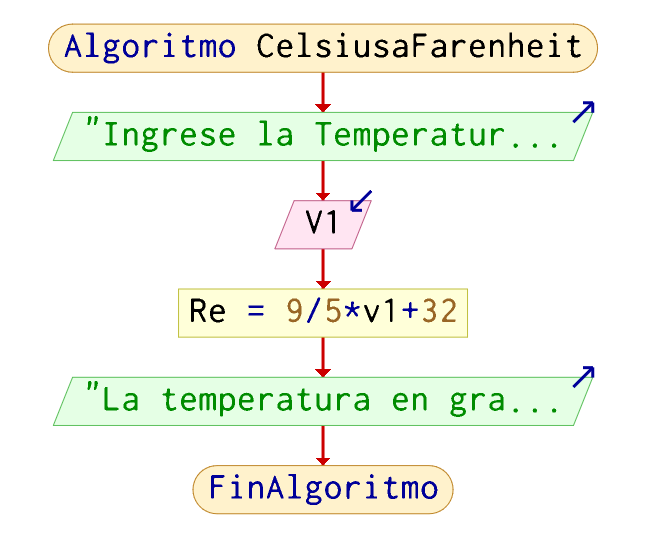 Algoritmo CelsiusaFarenheit
"Ingrese la Temperatur...
V1
Re = 9/5*v1+32
"La temperatura en gra...
FinAlgoritmo